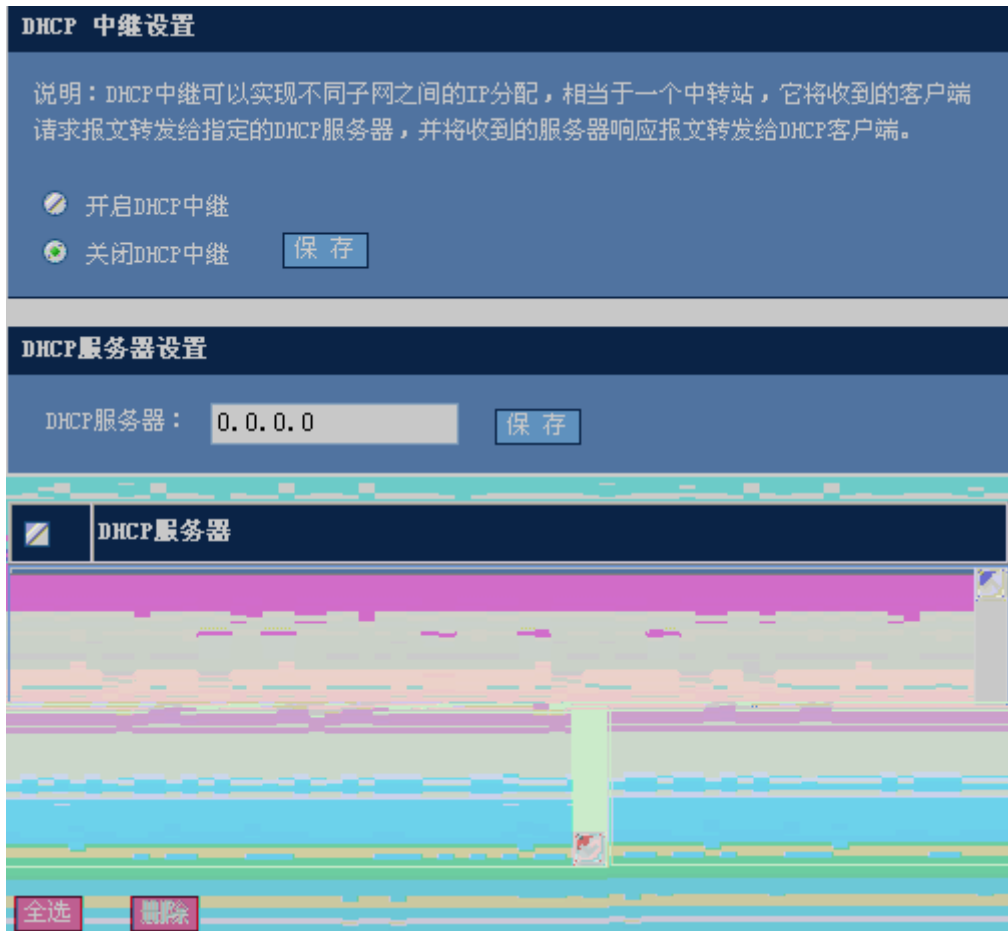 DHCP 中继设置
说明：DHCP中继可以实现不同子网之间的IP分配，相当于一个中转站，它将收到的客户端
请求报文转发给指定的DHCP服务器，并将收到的服务器响应报文转发给DHCP客户端。
开启DHCP中继
关闭DHCP中继 保 存
DHCP服务器设置
DHCP服务器： 0.0.0.0 保 存
DHCP服务器
全选 删除